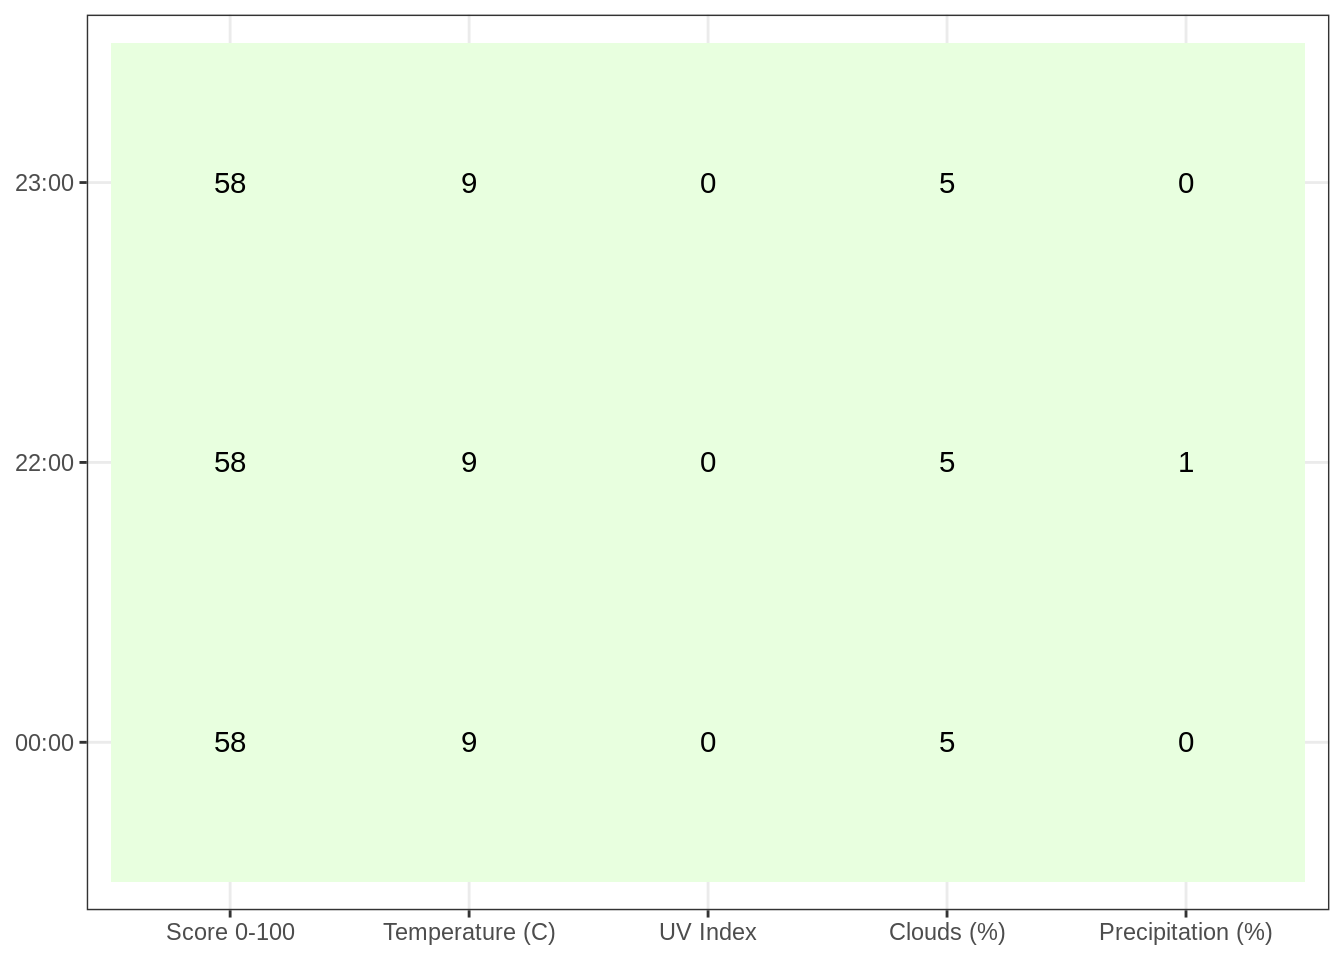 23:00 58 9 0 5 0
22:00 58 9 0 5 1
00:00 58 9 0 5 0
Score 0-100 Temperature (C) UV Index Clouds (%) Precipitation (%)